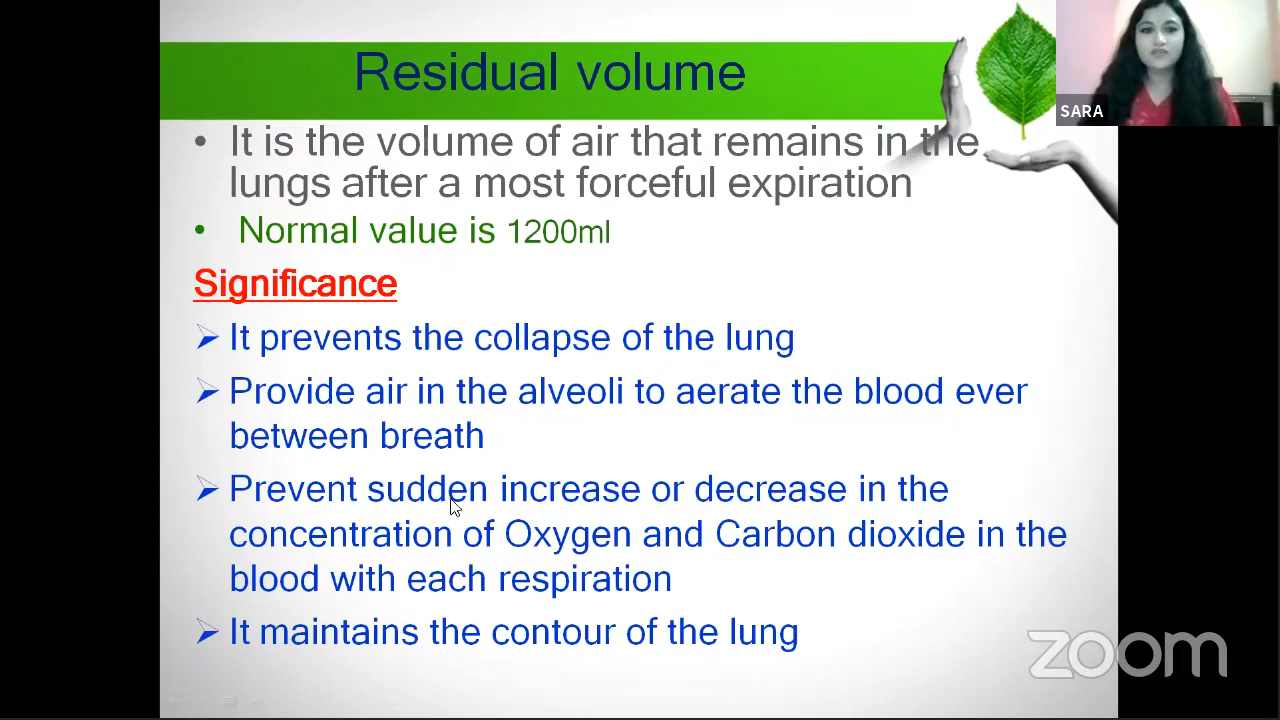 Residual volume
SARA
• It is the volume of air that remains in the
lungs after a most forceful expiration
• Normal value is 1200ml
Significance
➢ It prevents the collapse of the lung
➢ Provide air in the alveoli to aerate the blood ever
between breath
➢ Prevent sudden increase or decrease in the
concentration of Oxygen and Carbon dioxide in the
blood with each respiration
➢ It maintains the contour of the lung
zoom